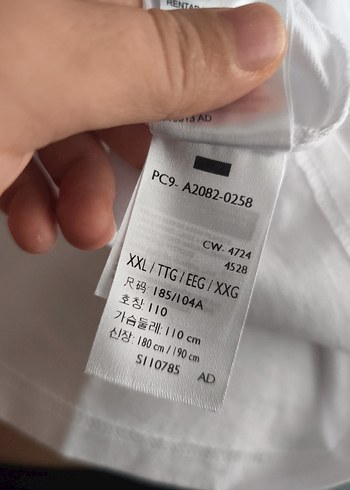 PC9- A2082-0258
CW- 4724
4528
XXL / TTG / EEG / XXG
尺码: 185/104A
호칭: 110
가슴둘레: 110 cm
신장: 180 cm / 190 cm
S110785 AD